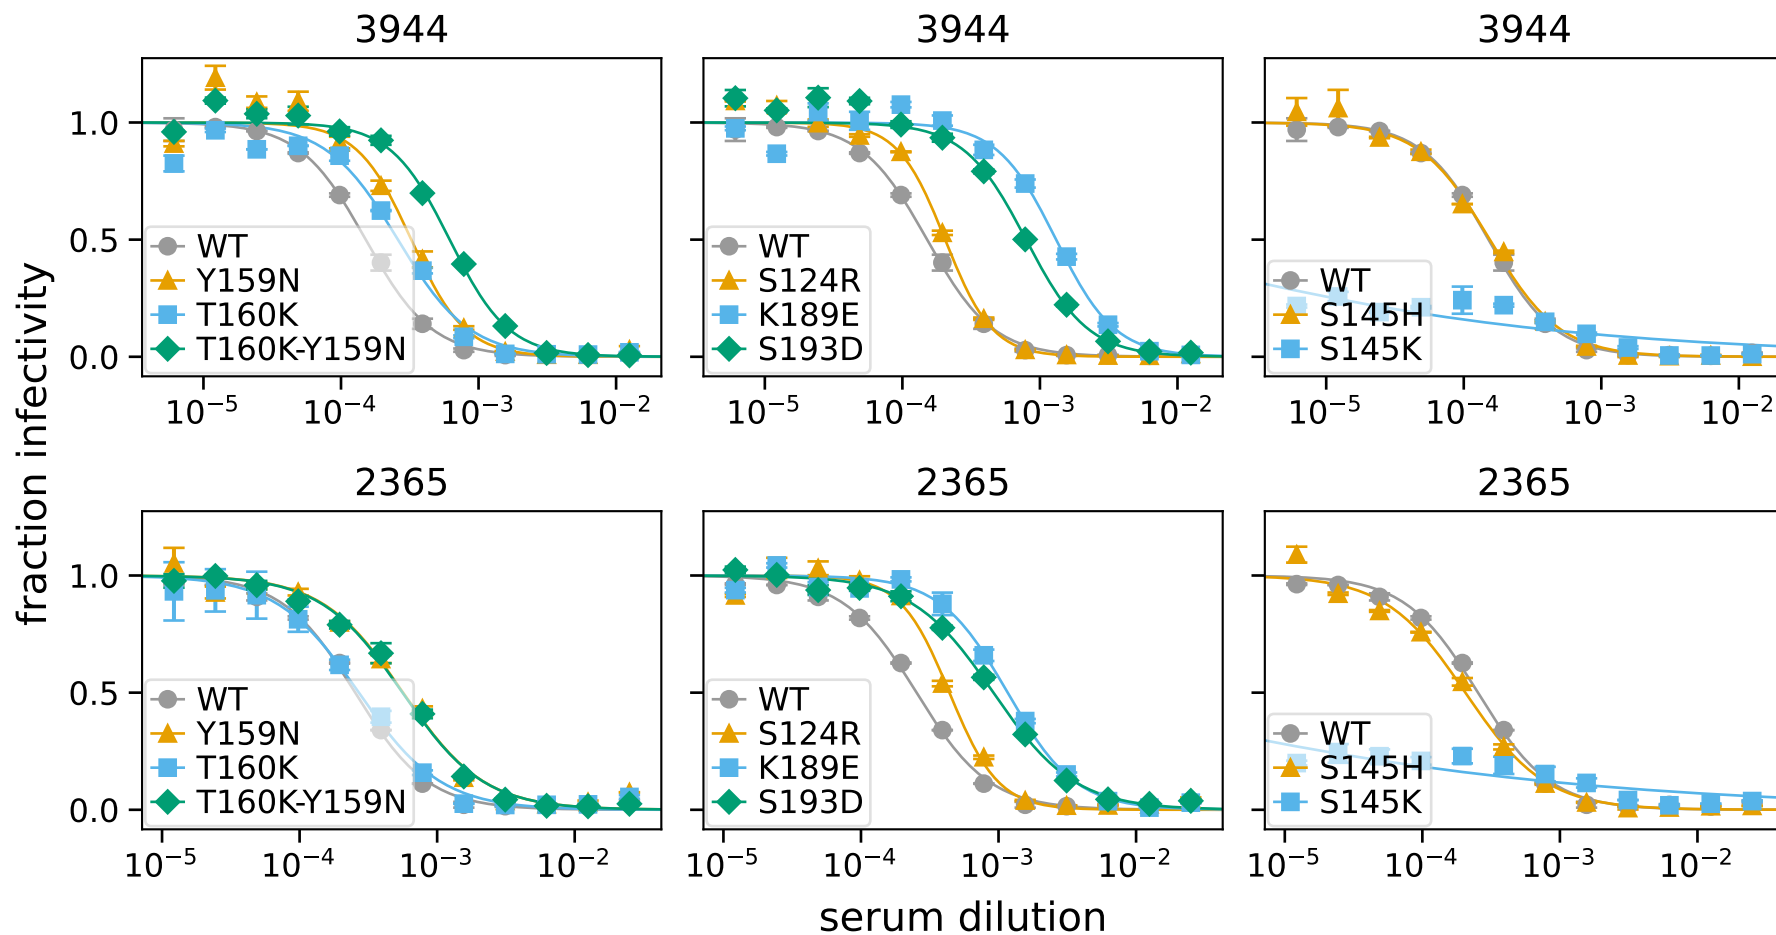 3944
3944
3944
1.0
0.5
0.0
WT
Y159N
T160K
T160K-Y159N
WT
S124R
K189E
S193D
WT
S145H
S145K
10⁻⁵ 10⁻⁴ 10⁻³ 10⁻²
10⁻⁵ 10⁻⁴ 10⁻³ 10⁻²
10⁻⁵ 10⁻⁴ 10⁻³ 10⁻²
fraction infectivity
2365
2365
2365
1.0
0.5
0.0
WT
Y159N
T160K
T160K-Y159N
WT
S124R
K189E
S193D
WT
S145H
S145K
10⁻⁵ 10⁻⁴ 10⁻³ 10⁻²
10⁻⁵ 10⁻⁴ 10⁻³ 10⁻²
10⁻⁵ 10⁻⁴ 10⁻³ 10⁻²
serum dilution